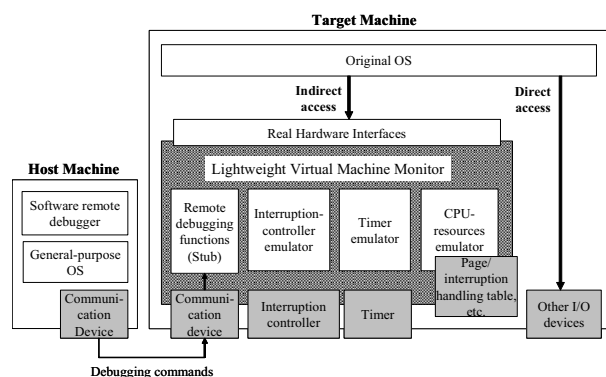 Target Machine
Original OS
Indirect
access
Direct
access
Real Hardware Interfaces
Host Machine
Lightweight Virtual Machine Monitor
Software remote
debugger
General-purpose
OS
Remote
debugging
functions
(Stub)
Interruption-
controller
emulator
Timer
emulator
CPU-
resources
emulator
Page/
interruption
handling table,
etc.
Communi-
cation
Device
Communi-
cation
device
Interruption
controller
Timer
Other I/O
devices
Debugging commands